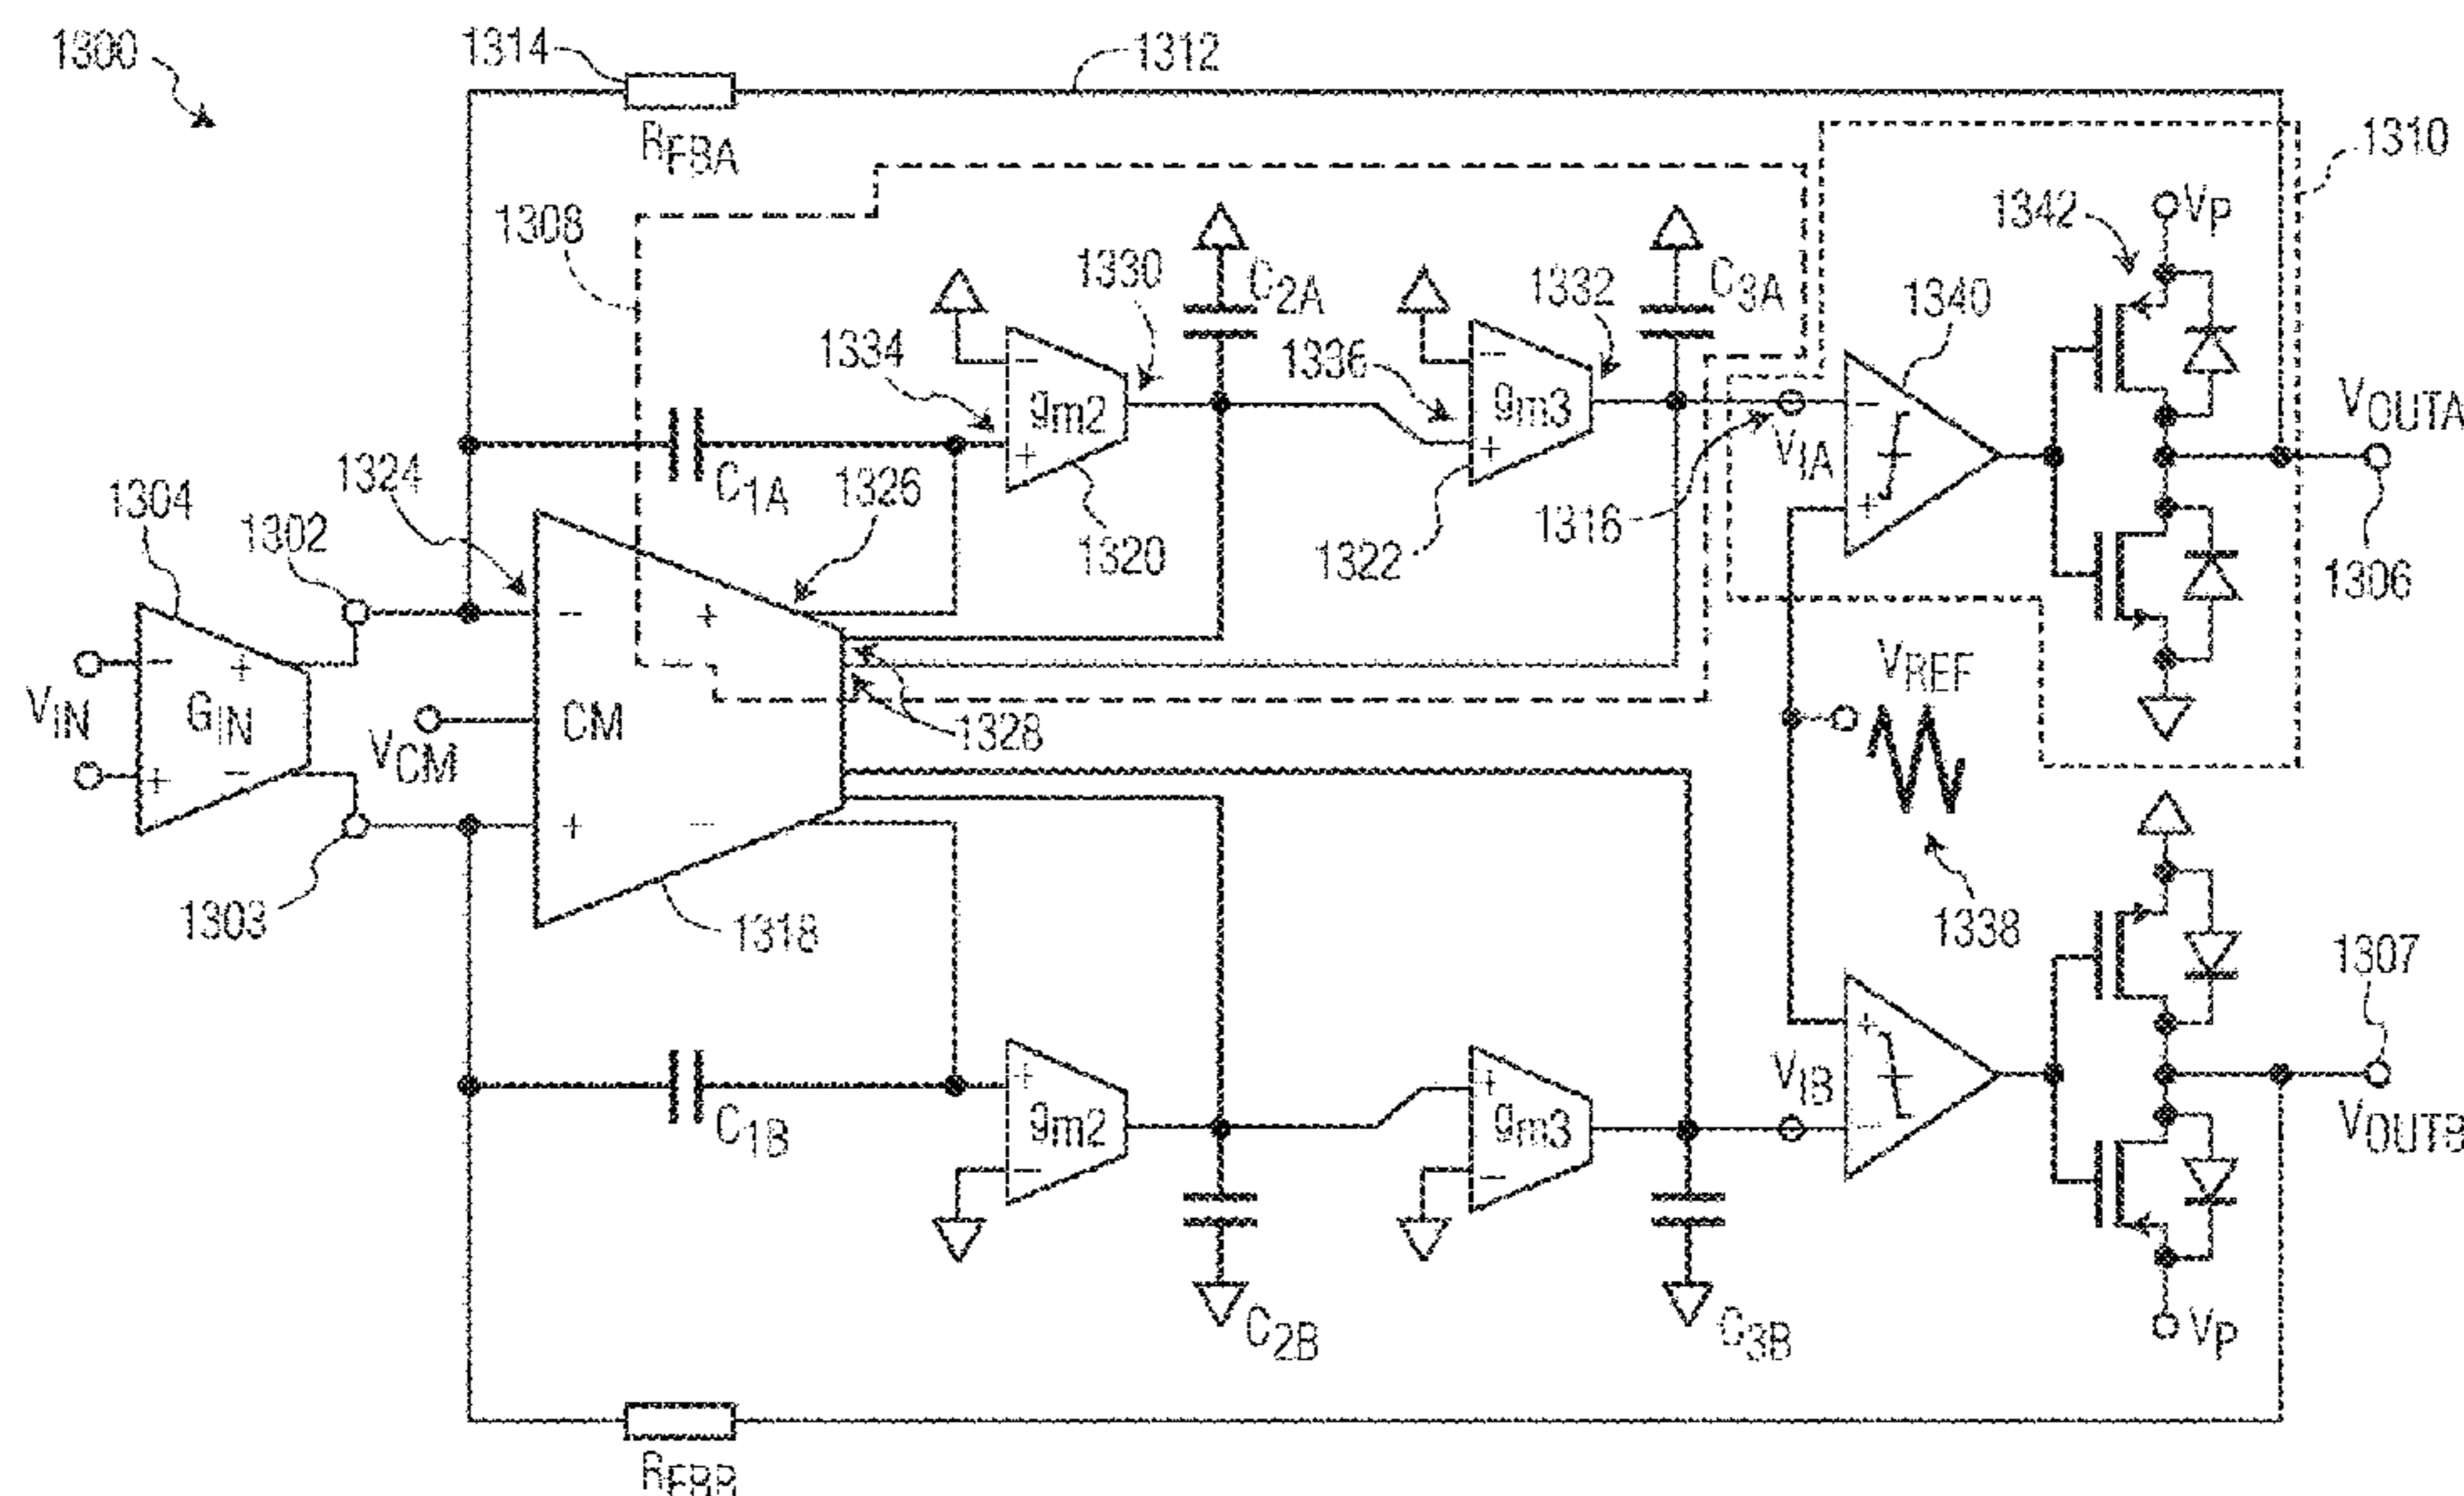 1300
1314
1312
RFBA
1310
1308
1330
C2A
1332
C3A
1342
VP
1334
1336
1340
-
gm2
+
-
gm3
+
-
+
VIA
VOUTA
1324
C1A
1326
1304
1302
1320
1322
1316
1306
VIN
-
+
GIN
+
-
-
+
VCM
CM
+
-
1328
VREF
1303
1318
1338
1307
C1B
+
gm2
-
+
gm3
-
VIB
+
-
VOUTB
C2B
C3B
VP
RFBB